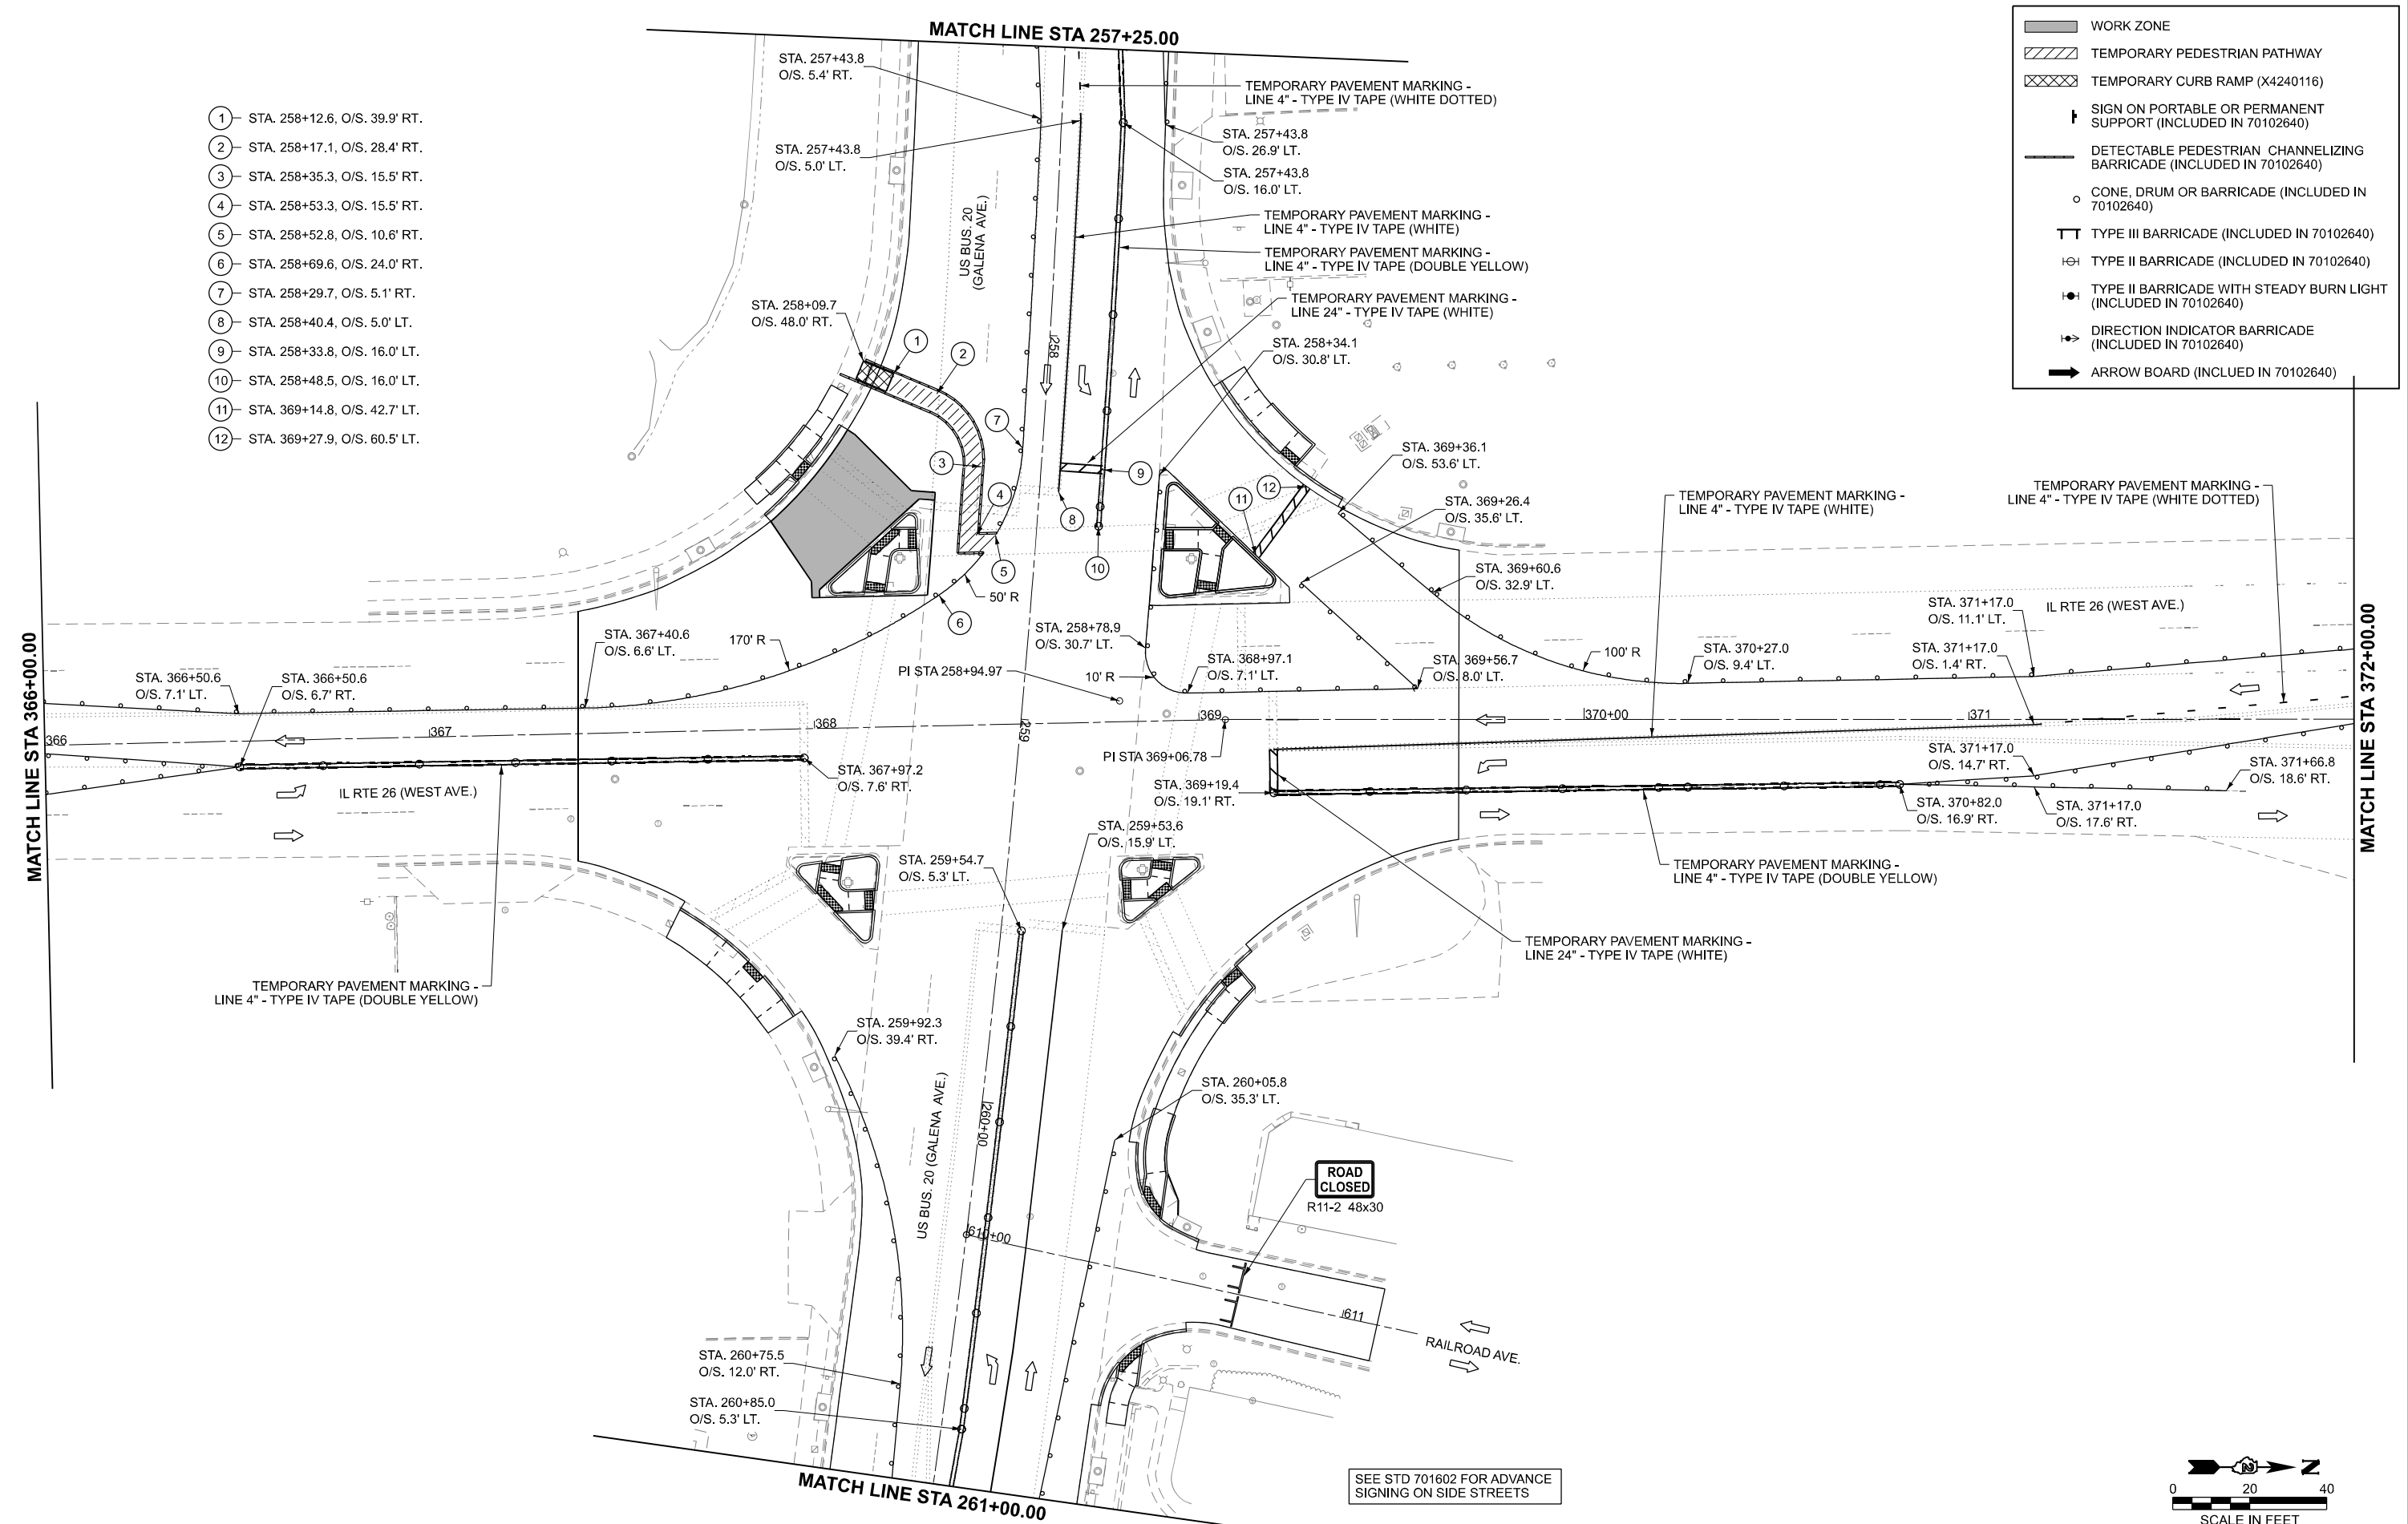 MATCH LINE STA 257+25.00
WORK ZONE
TEMPORARY PEDESTRIAN PATHWAY
TEMPORARY CURB RAMP (X4240116)
SIGN ON PORTABLE OR PERMANENT
SUPPORT (INCLUDED IN 70102640)
DETECTABLE PEDESTRIAN CHANNELIZING
BARRICADE (INCLUDED IN 70102640)
CONE, DRUM OR BARRICADE (INCLUDED IN
70102640)
TYPE III BARRICADE (INCLUDED IN 70102640)
TYPE II BARRICADE (INCLUDED IN 70102640)
TYPE II BARRICADE WITH STEADY BURN LIGHT
(INCLUDED IN 70102640)
DIRECTION INDICATOR BARRICADE
(INCLUDED IN 70102640)
ARROW BOARD (INCLUED IN 70102640)
1 STA. 258+12.6, O/S. 39.9' RT.
2 STA. 258+17.1, O/S. 28.4' RT.
3 STA. 258+35.3, O/S. 15.5' RT.
4 STA. 258+53.3, O/S. 15.5' RT.
5 STA. 258+52.8, O/S. 10.6' RT.
6 STA. 258+69.6, O/S. 24.0' RT.
7 STA. 258+29.7, O/S. 5.1' RT.
8 STA. 258+40.4, O/S. 5.0' LT.
9 STA. 258+33.8, O/S. 16.0' LT.
10 STA. 258+48.5, O/S. 16.0' LT.
11 STA. 369+14.8, O/S. 42.7' LT.
12 STA. 369+27.9, O/S. 60.5' LT.
STA. 257+43.8
O/S. 5.4' RT.
STA. 257+43.8
O/S. 5.0' LT.
TEMPORARY PAVEMENT MARKING -
LINE 4" - TYPE IV TAPE (WHITE DOTTED)
STA. 257+43.8
O/S. 26.9' LT.
STA. 257+43.8
O/S. 16.0' LT.
TEMPORARY PAVEMENT MARKING -
LINE 4" - TYPE IV TAPE (WHITE)
TEMPORARY PAVEMENT MARKING -
LINE 4" - TYPE IV TAPE (DOUBLE YELLOW)
TEMPORARY PAVEMENT MARKING -
LINE 24" - TYPE IV TAPE (WHITE)
US BUS. 20
(GALENA AVE.)
STA. 258+09.7
O/S. 48.0' RT.
258
STA. 258+34.1
O/S. 30.8' LT.
1
2
3
4
5
6
7
8
9
10
11
12
STA. 369+36.1
O/S. 53.6' LT.
STA. 369+26.4
O/S. 35.6' LT.
STA. 369+60.6
O/S. 32.9' LT.
TEMPORARY PAVEMENT MARKING -
LINE 4" - TYPE IV TAPE (WHITE)
TEMPORARY PAVEMENT MARKING -
LINE 4" - TYPE IV TAPE (WHITE DOTTED)
50' R
170' R
STA. 258+78.9
O/S. 30.7' LT.
PI STA 258+94.97
10' R
STA. 368+97.1
O/S. 7.1' LT.
STA. 369+56.7
O/S. 8.0' LT.
100' R
STA. 370+27.0
O/S. 9.4' LT.
STA. 371+17.0
O/S. 11.1' LT.
STA. 371+17.0
O/S. 1.4' RT.
IL RTE 26 (WEST AVE.)
MATCH LINE STA 366+00.00
MATCH LINE STA 372+00.00
STA. 367+40.6
O/S. 6.6' LT.
STA. 366+50.6
O/S. 7.1' LT.
STA. 366+50.6
O/S. 6.7' RT.
366
367
368
259
369
370+00
371
PI STA 369+06.78
STA. 367+97.2
O/S. 7.6' RT.
IL RTE 26 (WEST AVE.)
STA. 369+19.4
O/S. 19.1' RT.
STA. 371+17.0
O/S. 14.7' RT.
STA. 371+66.8
O/S. 18.6' RT.
STA. 370+82.0
O/S. 16.9' RT.
STA. 371+17.0
O/S. 17.6' RT.
STA. 259+53.6
O/S. 15.9' LT.
STA. 259+54.7
O/S. 5.3' LT.
TEMPORARY PAVEMENT MARKING -
LINE 4" - TYPE IV TAPE (DOUBLE YELLOW)
TEMPORARY PAVEMENT MARKING -
LINE 24" - TYPE IV TAPE (WHITE)
TEMPORARY PAVEMENT MARKING -
LINE 4" - TYPE IV TAPE (DOUBLE YELLOW)
STA. 259+92.3
O/S. 39.4' RT.
STA. 260+05.8
O/S. 35.3' LT.
260+00
US BUS. 20 (GALENA AVE.)
ROAD
CLOSED
R11-2 48x30
610+00
611
RAILROAD AVE.
STA. 260+75.5
O/S. 12.0' RT.
STA. 260+85.0
O/S. 5.3' LT.
MATCH LINE STA 261+00.00
SEE STD 701602 FOR ADVANCE
SIGNING ON SIDE STREETS
Z
0 20 40
SCALE IN FEET